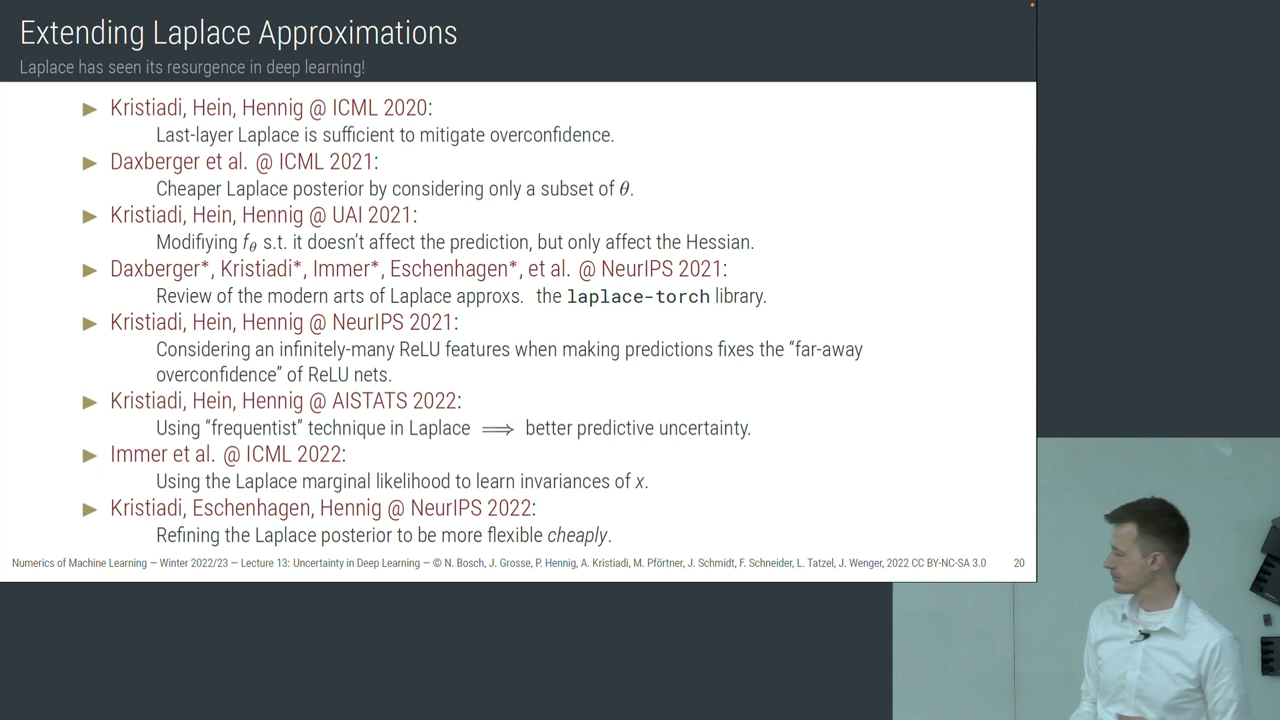 Extending Laplace Approximations
Laplace has seen its resurgence in deep learning!
▶ Kristiadi, Hein, Hennig @ ICML 2020:
Last-layer Laplace is sufficient to mitigate overconfidence.
▶ Daxberger et al. @ ICML 2021:
Cheaper Laplace posterior by considering only a subset of θ.
▶ Kristiadi, Hein, Hennig @ UAI 2021:
Modifiying f_θ s.t. it doesn't affect the prediction, but only affect the Hessian.
▶ Daxberger*, Kristiadi*, Immer*, Eschenhagen*, et al. @ NeurIPS 2021:
Review of the modern arts of Laplace approxs. the laplace-torch library.
▶ Kristiadi, Hein, Hennig @ NeurIPS 2021:
Considering an infinitely-many ReLU features when making predictions fixes the “far-away
overconfidence” of ReLU nets.
▶ Kristiadi, Hein, Hennig @ AISTATS 2022:
Using “frequentist” technique in Laplace ⟹ better predictive uncertainty.
▶ Immer et al. @ ICML 2022:
Using the Laplace marginal likelihood to learn invariances of x.
▶ Kristiadi, Eschenhagen, Hennig @ NeurIPS 2022:
Refining the Laplace posterior to be more flexible cheaply.
Numerics of Machine Learning — Winter 2022/23 — Lecture 13: Uncertainty in Deep Learning — © N. Bosch, J. Grosse, P. Hennig, A. Kristiadi, M. Pförtner, J. Schmidt, F. Schneider, L. Tatzel, J. Wenger, 2022 CC BY-NC-SA 3.0 20